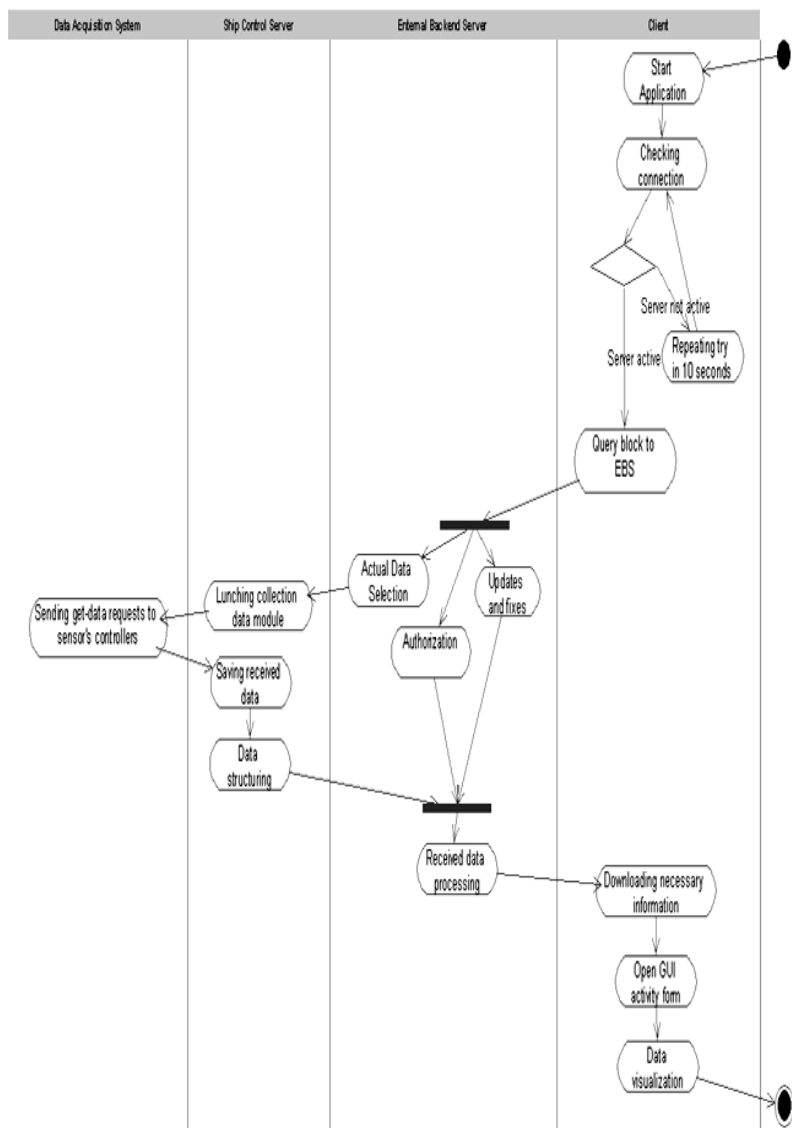 Data Acquisition System
Ship Control Server
Enternal Backend Server
Client
Start
Application
Checking
connection
Server not active
Server active
Repeating try
in 10 seconds
Query block to
EBS
Actual Data
Selection
Updates
and fixes
Lunching collection
data module
Sending get-data requests to
sensor's controllers
Authorization
Saving received
data
Data
structuring
Received data
processing
Downloading necessary
information
Open GUI
activity form
Data
visualization